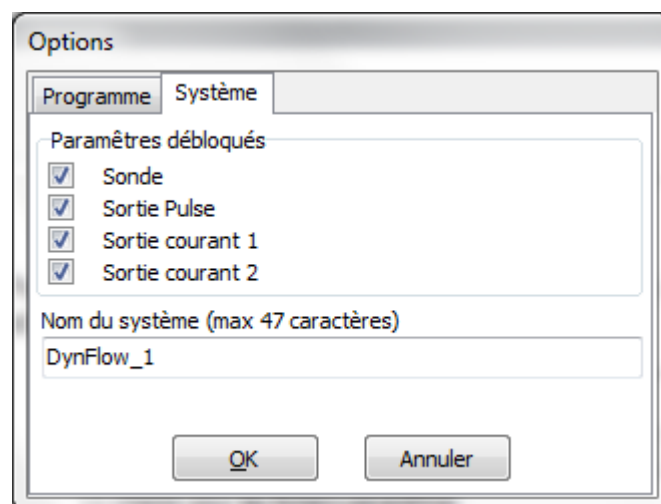 Options
Programme Système
Paramêtres débloqués
Sonde
Sortie Pulse
Sortie courant 1
Sortie courant 2
Nom du système (max 47 caractères)
DynFlow_1
OK Annuler